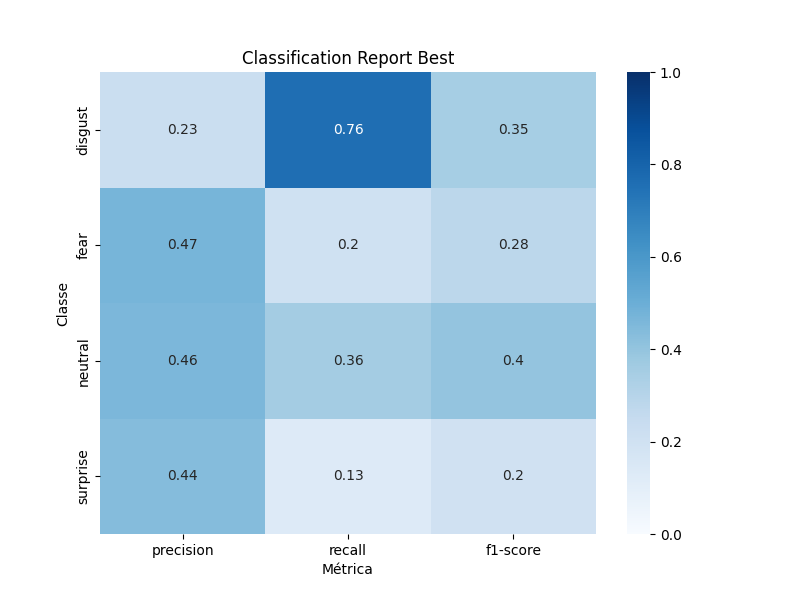 Classification Report Best
Classe
disgust 0.23 0.76 0.35
fear 0.47 0.2 0.28
neutral 0.46 0.36 0.4
surprise 0.44 0.13 0.2
precision recall f1-score
Métrica
1.0
0.8
0.6
0.4
0.2
0.0